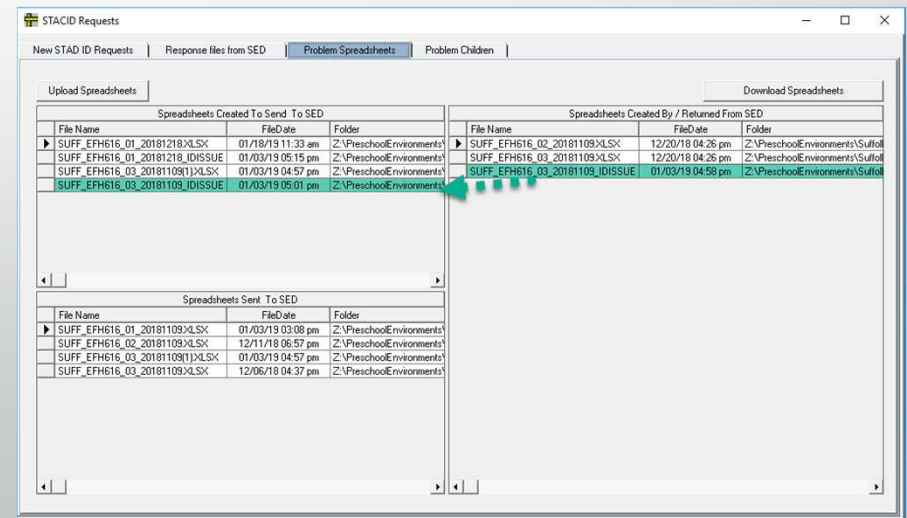 STACID Requests
New STAD ID Requests | Response files from SED | Problem Spreadsheets | Problem Children |
Upload Spreadsheets
Download Spreadsheets
Spreadsheets Created To Send To SED
File Name FileDate Folder
SUFF_EFH616_01_20181218.XLSX 01/18/19 11:33 am Z:\PreschoolEnvironments\
SUFF_EFH616_01_20181218_IDISSUE 01/03/19 05:15 pm Z:\PreschoolEnvironments\
SUFF_EFH616_03_20181109(1).XLSX 01/03/19 04:57 pm Z:\PreschoolEnvironments\
SUFF_EFH616_03_20181109_IDISSUE 01/03/19 05:01 pm Z:\PreschoolEnvironments\
Spreadsheets Created By / Returned From SED
File Name FileDate Folder
SUFF_EFH616_02_20181109.XLSX 12/20/18 04:26 pm Z:\PreschoolEnvironments\Suffoll
SUFF_EFH616_03_20181109.XLSX 12/20/18 04:26 pm Z:\PreschoolEnvironments\Suffoll
SUFF_EFH616_03_20181109_IDISSUE 01/03/19 04:58 pm Z:\PreschoolEnvironments\Suffoll
Spreadsheets Sent To SED
File Name FileDate Folder
SUFF_EFH616_01_20181109.XLSX 01/03/19 03:08 pm Z:\PreschoolEnvironments\
SUFF_EFH616_02_20181109.XLSX 12/11/18 06:57 pm Z:\PreschoolEnvironments\
SUFF_EFH616_03_20181109(1).XLSX 01/03/19 04:57 pm Z:\PreschoolEnvironments\
SUFF_EFH616_03_20181109.XLSX 12/06/18 04:37 pm Z:\PreschoolEnvironments\